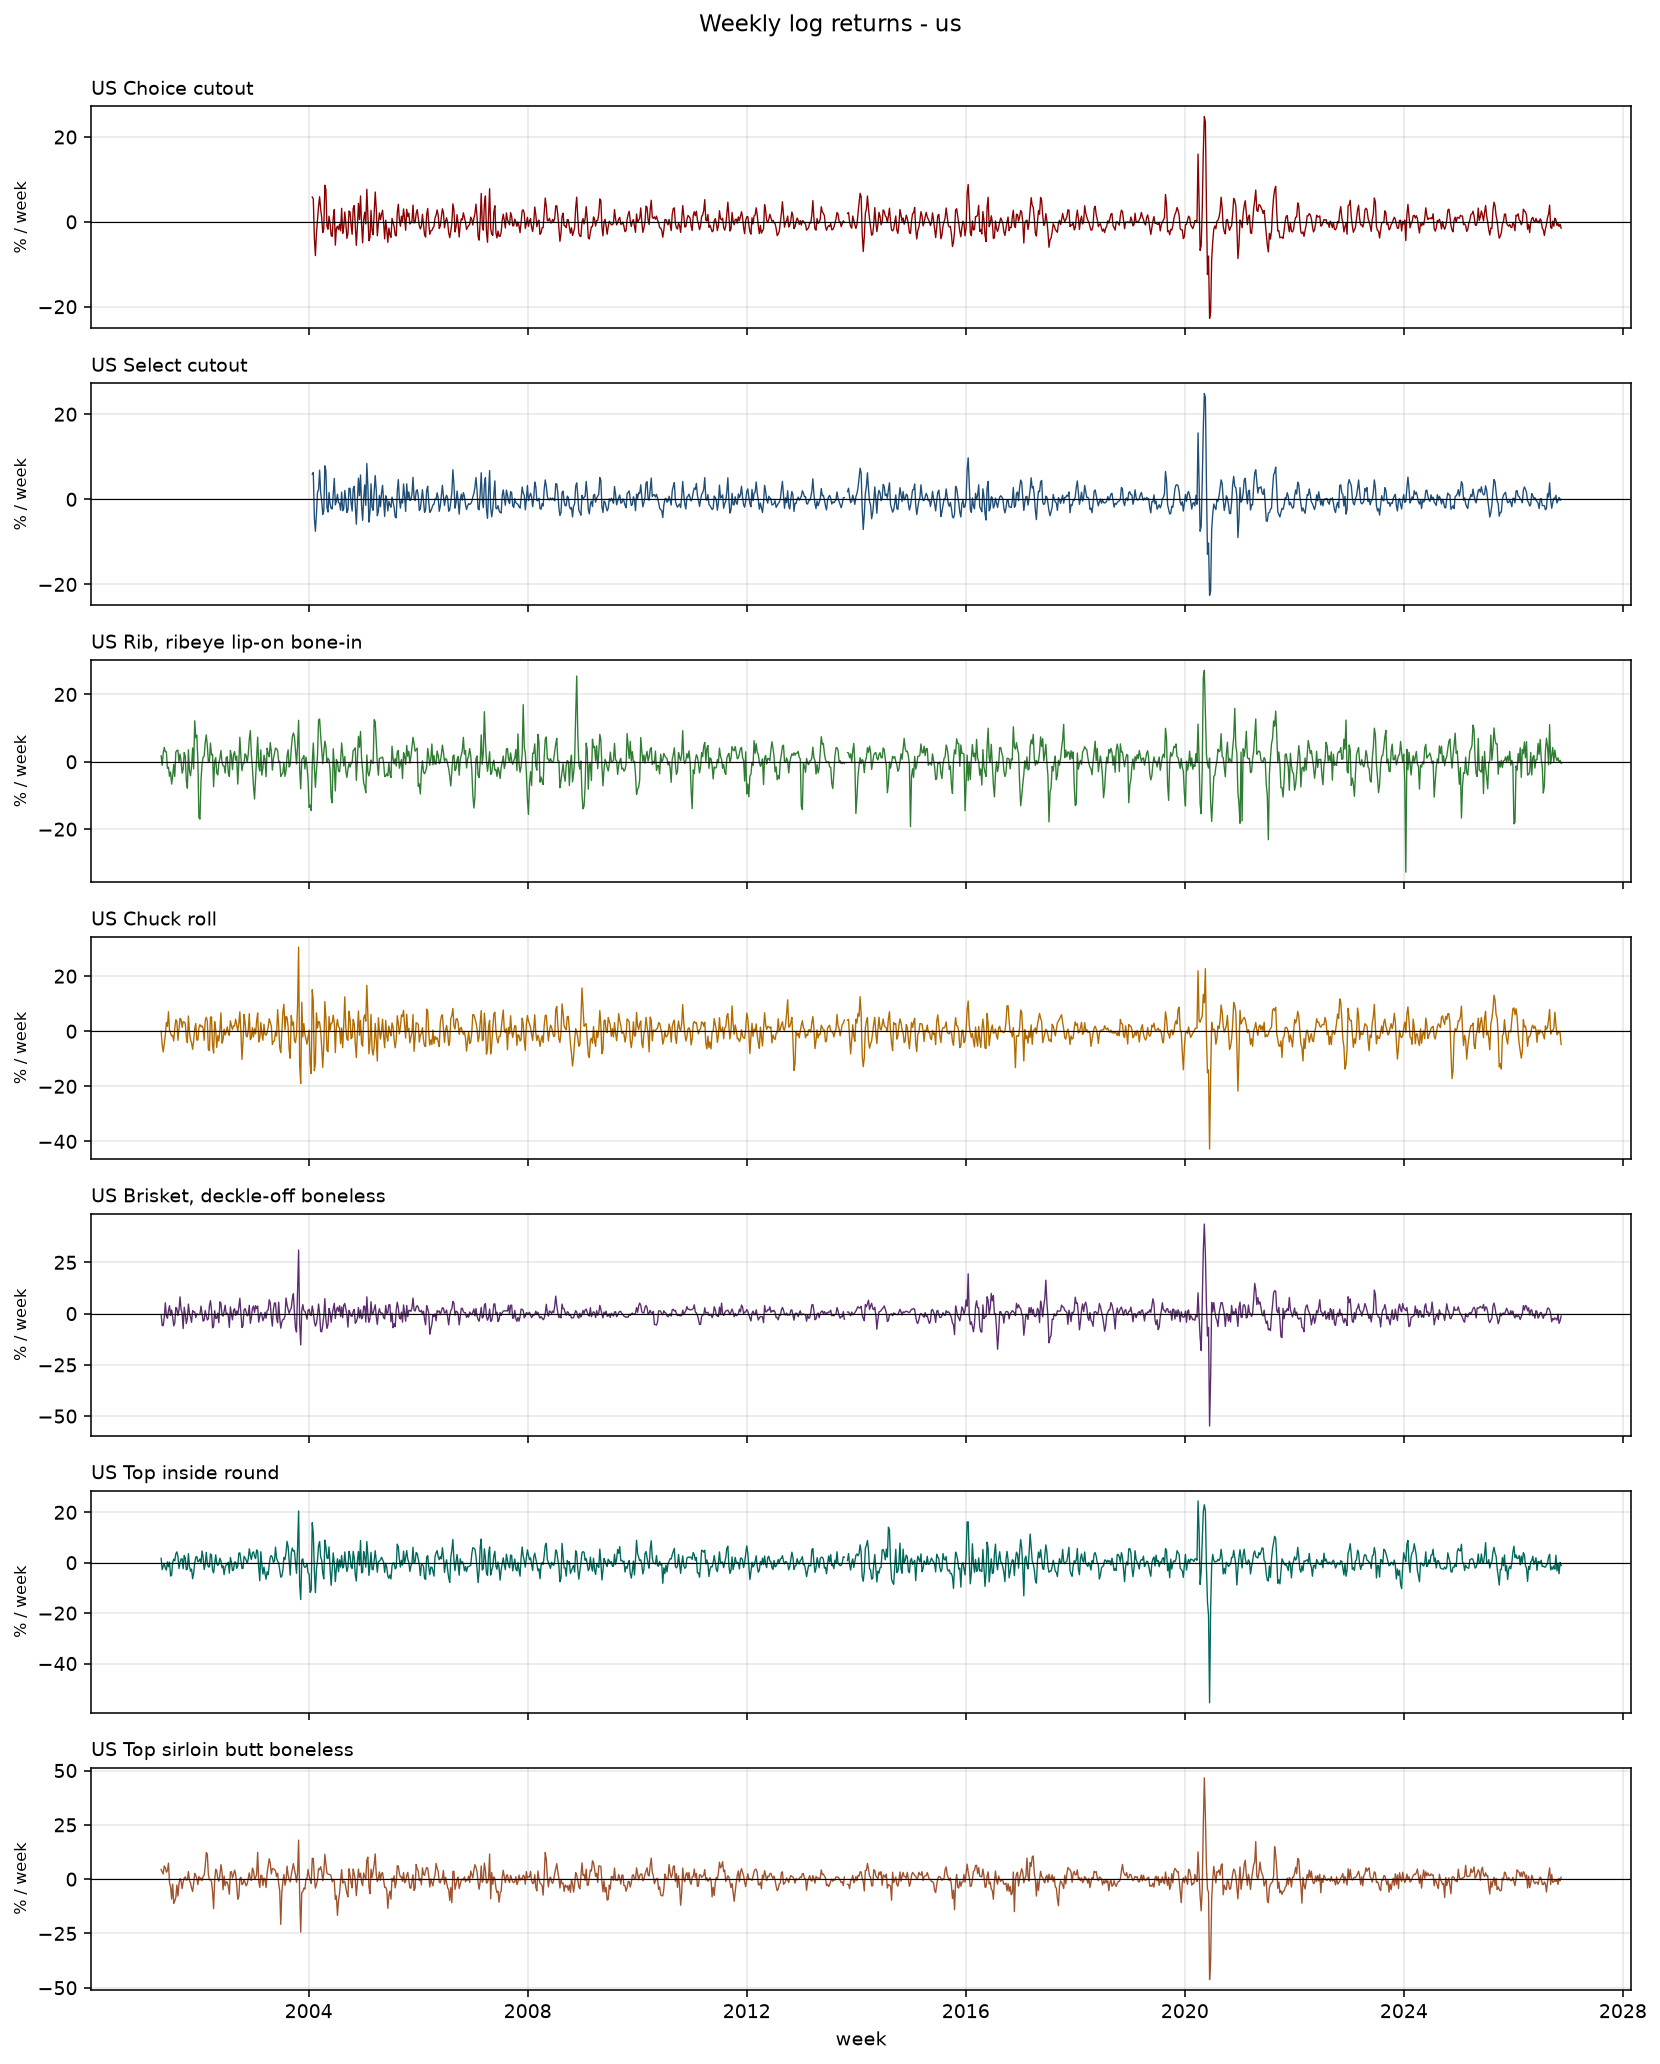 Weekly log returns - us
US Choice cutout
20
0
−20
% / week
US Select cutout
20
0
−20
% / week
US Rib, ribeye lip-on bone-in
20
0
−20
% / week
US Chuck roll
20
0
−20
−40
% / week
US Brisket, deckle-off boneless
25
0
−25
−50
% / week
US Top inside round
20
0
−20
−40
% / week
US Top sirloin butt boneless
50
25
0
−25
−50
% / week
2004 2008 2012 2016 2020 2024 2028
week